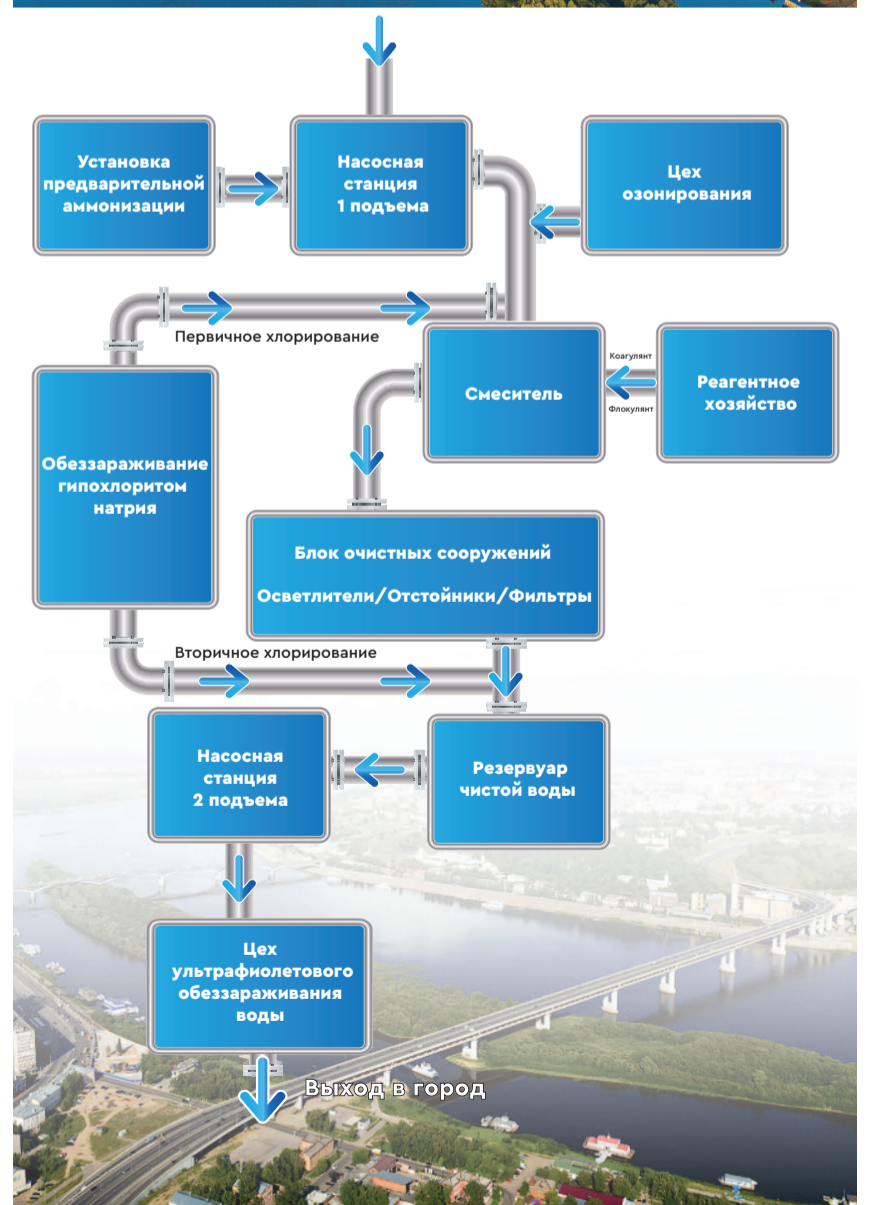 Установка
предварительной
аммонизации
Насосная
станция
1 подъема
Цех
озонирования
Первичное хлорирование
Смеситель
Коагулянт
Флокулянт
Реагентное
хозяйство
Обеззараживание
гипохлоритом
натрия
Блок очистных сооружений
Осветлители/Отстойники/Фильтры
Вторичное хлорирование
Насосная
станция
2 подъема
Резервуар
чистой воды
Цех
ультрафиолетового
обеззараживания
воды
Выход в город